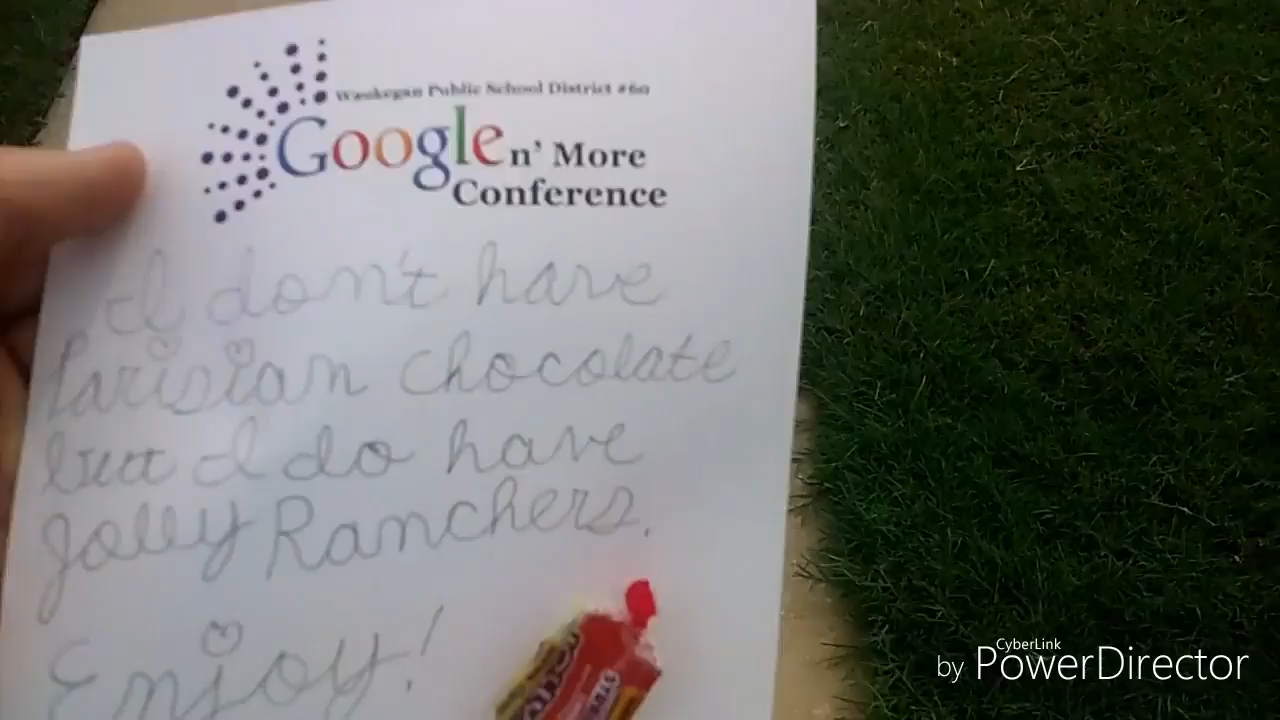 Waukegan Public School District #60
Google n' More
Conference
I don't have
Parisian chocolate
but I do have
Jolly Ranchers.
Enjoy!
CyberLink
by PowerDirector